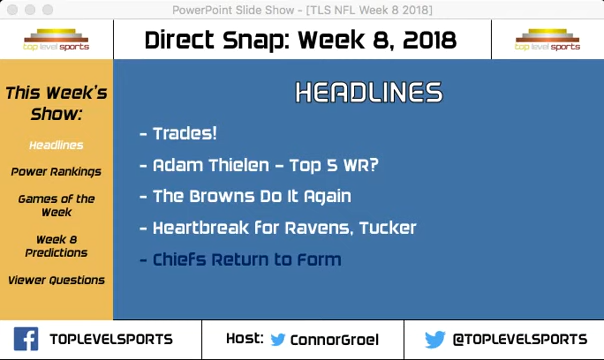 PowerPoint Slide Show - [TLS NFL Week 8 2018]
top level sports
Direct Snap: Week 8, 2018
top level sports
This Week's
Show:
Headlines
Power Rankings
Games of the
Week
Week 8
Predictions
Viewer Questions
HEADLINES
- Trades!
- Adam Thielen – Top 5 WR?
- The Browns Do It Again
- Heartbreak for Ravens, Tucker
- Chiefs Return to Form
TOPLEVELSPORTS
Host: ConnorGroel
@TOPLEVELSPORTS